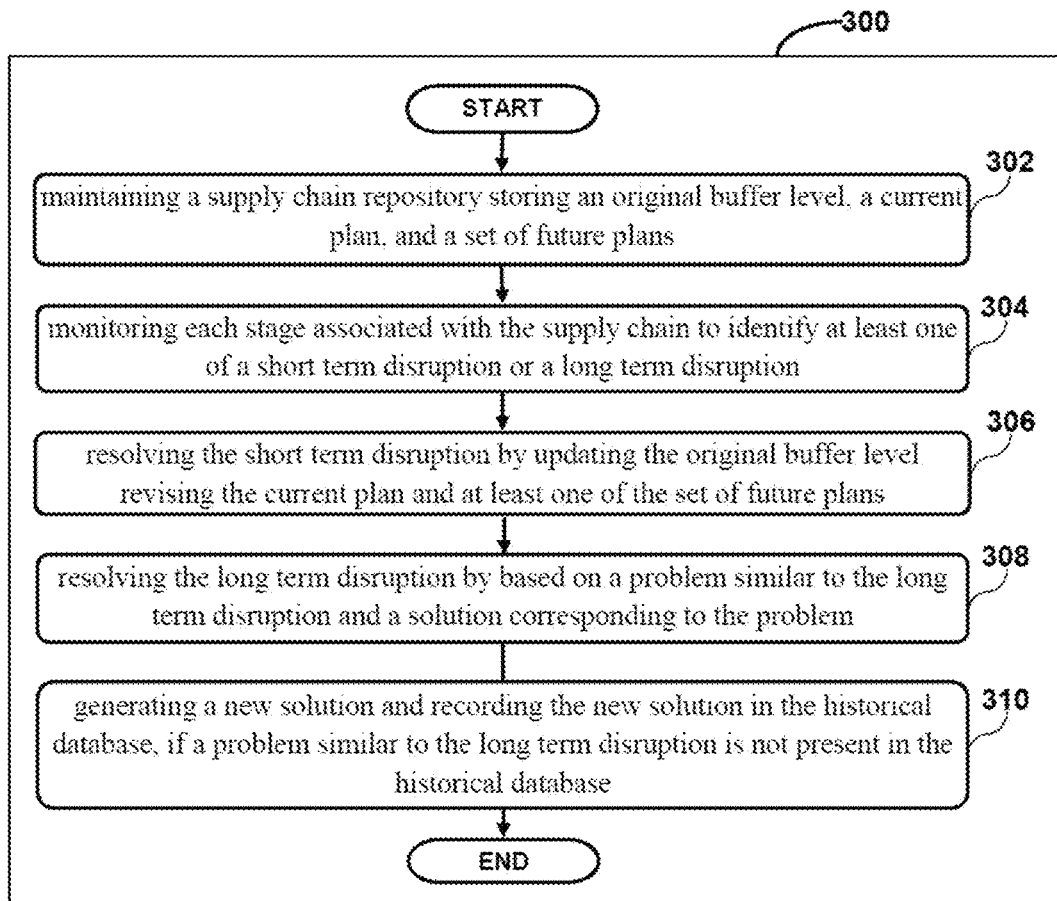 300
START
302
maintaining a supply chain repository storing an original buffer level, a current
plan, and a set of future plans
304
monitoring each stage associated with the supply chain to identify at least one
of a short term disruption or a long term disruption
306
resolving the short term disruption by updating the original buffer level
revising the current plan and at least one of the set of future plans
308
resolving the long term disruption by based on a problem similar to the long
term disruption and a solution corresponding to the problem
310
generating a new solution and recording the new solution in the historical
database, if a problem similar to the long term disruption is not present in the
historical database
END